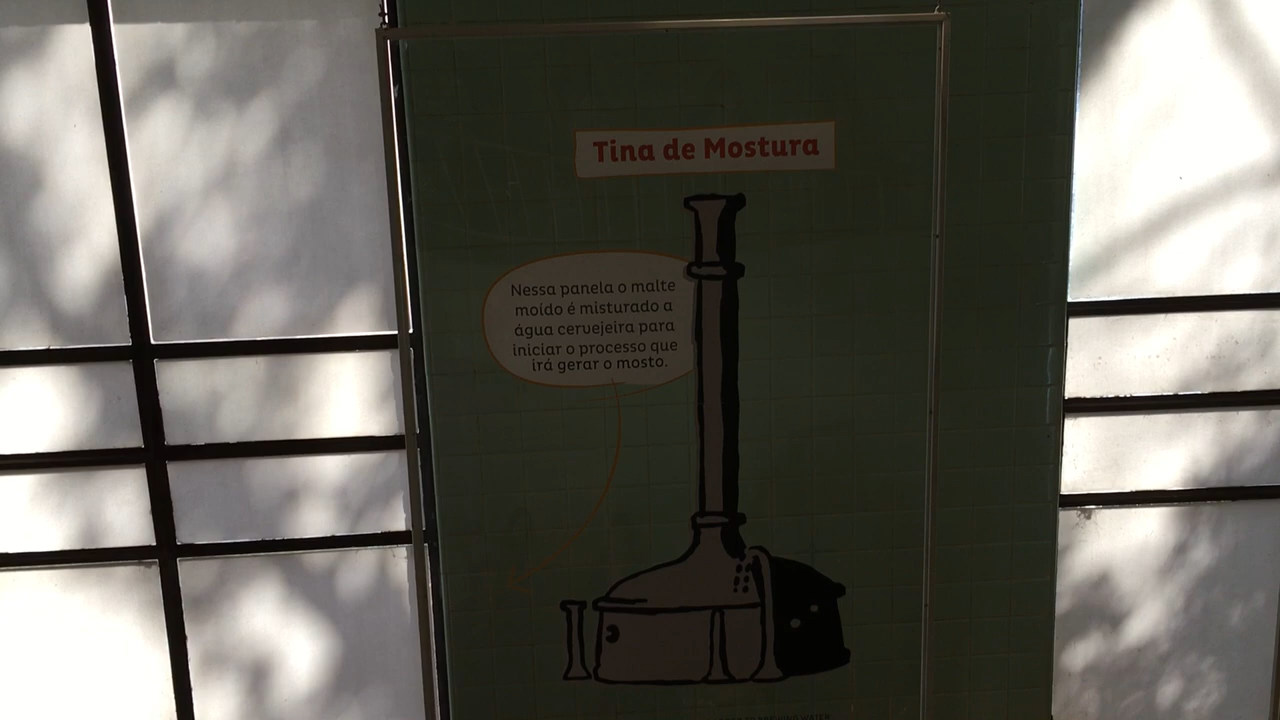 Tina de Mostura
Nessa panela o malte
moído é misturado a
água cervejeira para
iniciar o processo que
irá gerar o mosto.